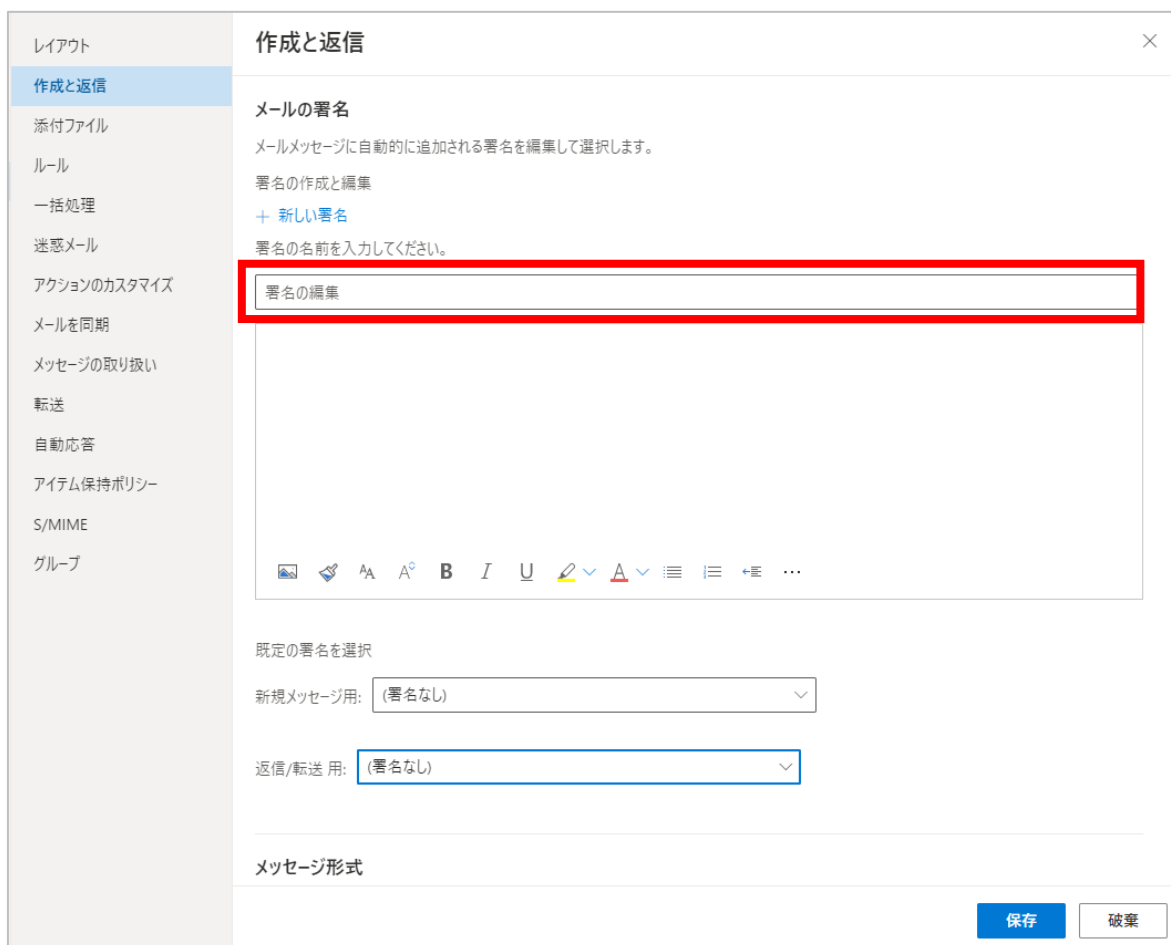 レイアウト
作成と返信
添付ファイル
ルール
一括処理
迷惑メール
アクションのカスタマイズ
メールを同期
メッセージの取り扱い
転送
自動応答
アイテム保持ポリシー
S/MIME
グループ
作成と返信
メールの署名
メールメッセージに自動的に追加される署名を編集して選択します。
署名の作成と編集
+ 新しい署名
署名の名前を入力してください。
署名の編集
B I U A
既定の署名を選択
新規メッセージ用: (署名なし)
返信/転送 用: (署名なし)
メッセージ形式
保存 破棄